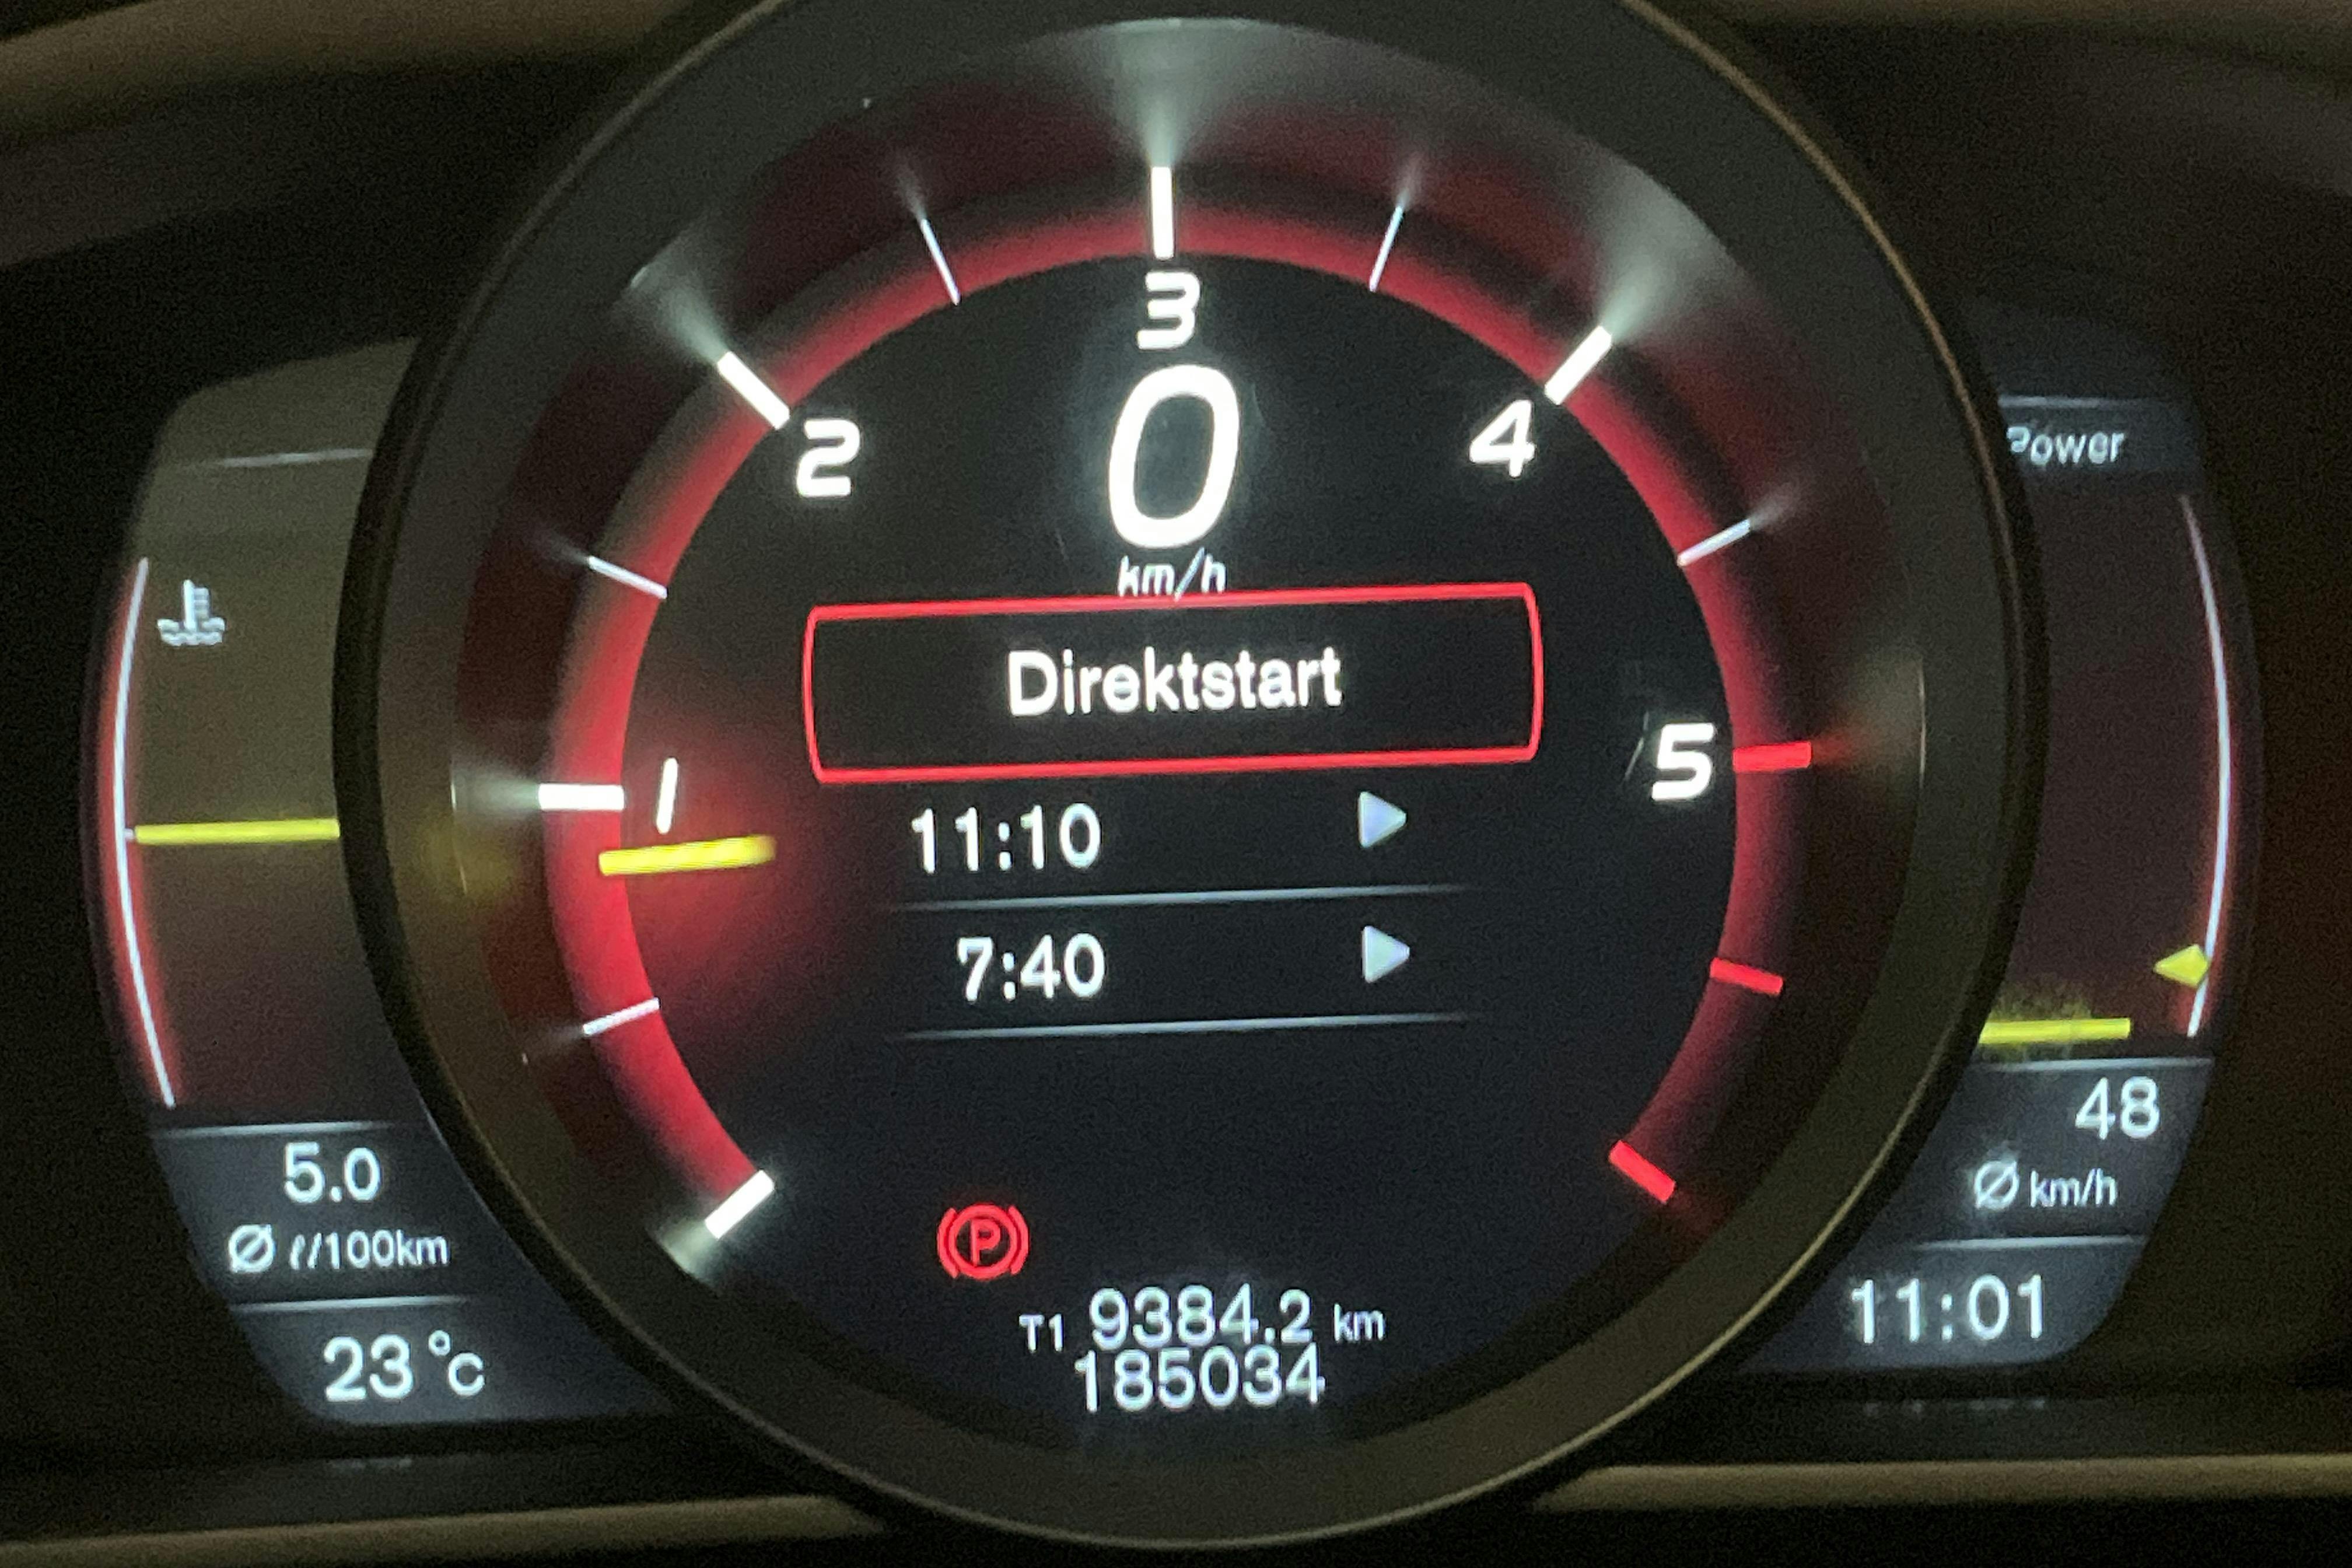 3
2
4
0
km/h
Power
Direktstart
1
5
11:10
7:40
48
5.0
Ø km/h
Ø l/100km
P
11:01
T1 9384.2 km
23 °C
185034